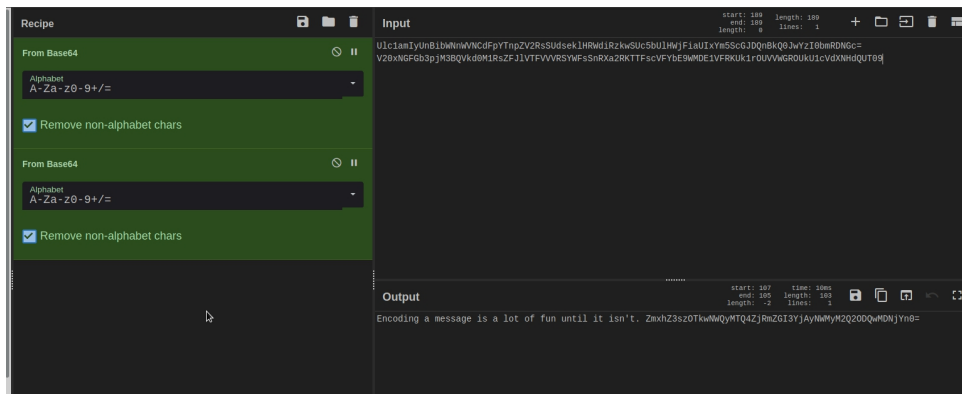 Recipe
From Base64
Alphabet
A-Za-z0-9+/=
Remove non-alphabet chars
From Base64
Alphabet
A-Za-z0-9+/=
Remove non-alphabet chars
Input
start: 189
end: 189
length: 0
length: 189
lines: 1
Ulc1amIyUnBibWNnWVNCdFpYTnpZV2RsSUdseklHRWdiRzkwSUc5bUlHWjFiaUIxYm5ScGJDQnBkQ0JwYzI0bmRDNGc=
V20xNGFGb3pjM3BQVkd0M1RsZFJlVTFVVVRSYWFsSnRXa2RKTTFscVFYbE9WMDE1VFRKUk1rOUVVWGROUkU1cVdXNHdQUT09
Output
start: 107
end: 105
length: -2
time: 10ms
length: 103
lines: 1
Encoding a message is a lot of fun until it isn't. ZmxhZ3szOTkwNWQyMTQ4ZjRmZGI3YjAyNWMyM2Q2ODQwMDNjYn0=